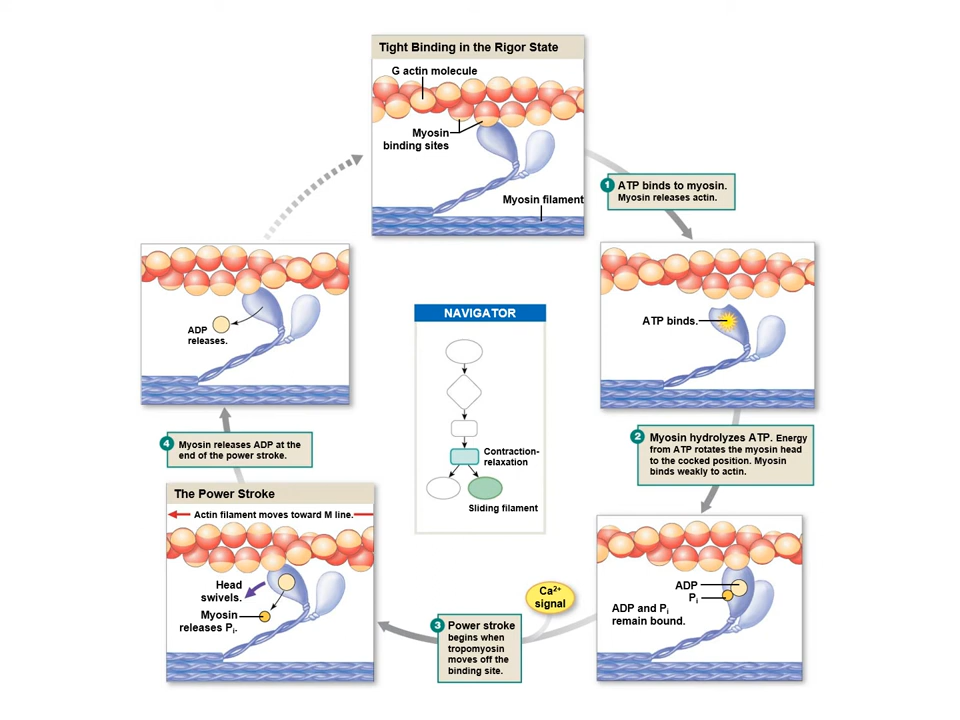 Tight Binding in the Rigor State
G actin molecule
Myosin
binding sites
Myosin filament
1 ATP binds to myosin.
Myosin releases actin.
ATP binds.
2 Myosin hydrolyzes ATP. Energy
from ATP rotates the myosin head
to the cocked position. Myosin
binds weakly to actin.
ADP
Pi
ADP and Pi
remain bound.
Ca2+
signal
3 Power stroke
begins when
tropomyosin
moves off the
binding site.
The Power Stroke
Actin filament moves toward M line.
Head
swivels.
Myosin
releases Pi.
4 Myosin releases ADP at the
end of the power stroke.
ADP
releases.
NAVIGATOR
Contraction-
relaxation
Sliding filament